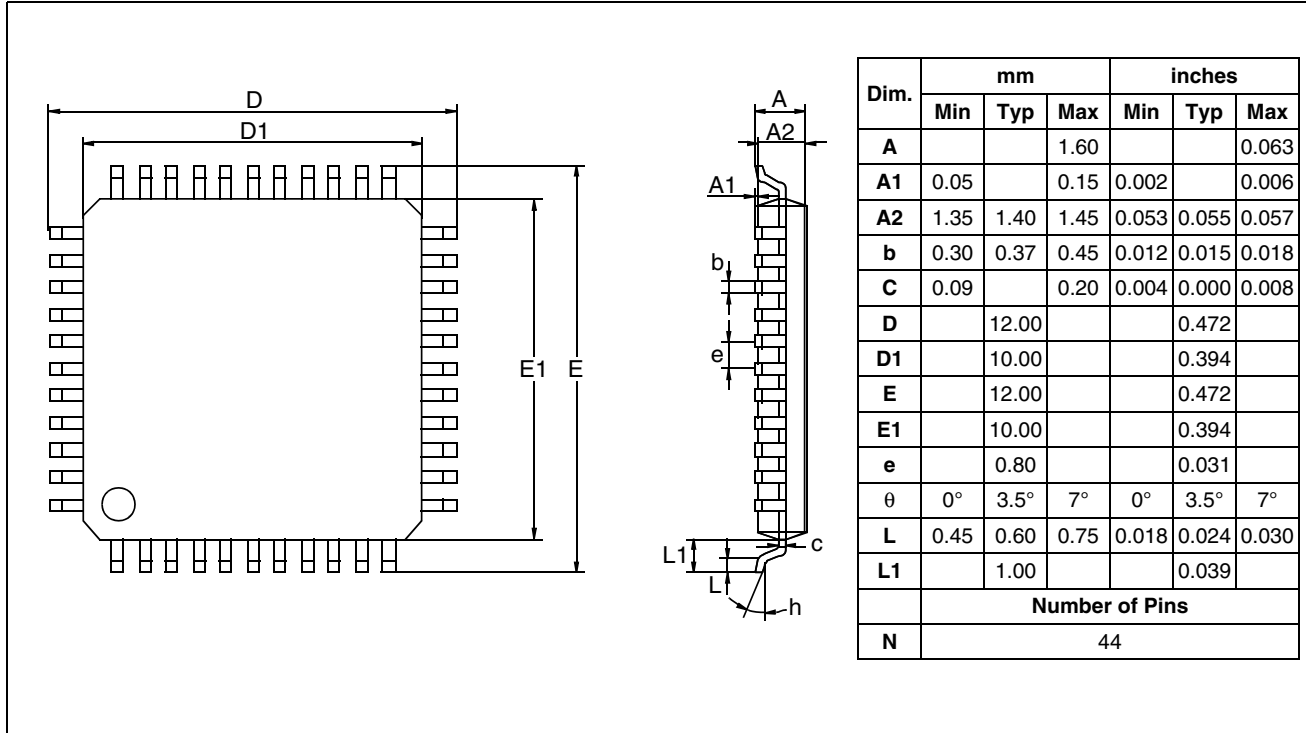 D
D1
E1
E
A
A2
A1
b
e
c
L1
L
h
Dim. mm inches
Min Typ Max Min Typ Max
A 1.60 0.063
A1 0.05 0.15 0.002 0.006
A2 1.35 1.40 1.45 0.053 0.055 0.057
b 0.30 0.37 0.45 0.012 0.015 0.018
C 0.09 0.20 0.004 0.000 0.008
D 12.00 0.472
D1 10.00 0.394
E 12.00 0.472
E1 10.00 0.394
e 0.80 0.031
θ 0° 3.5° 7° 0° 3.5° 7°
L 0.45 0.60 0.75 0.018 0.024 0.030
L1 1.00 0.039
Number of Pins
N 44